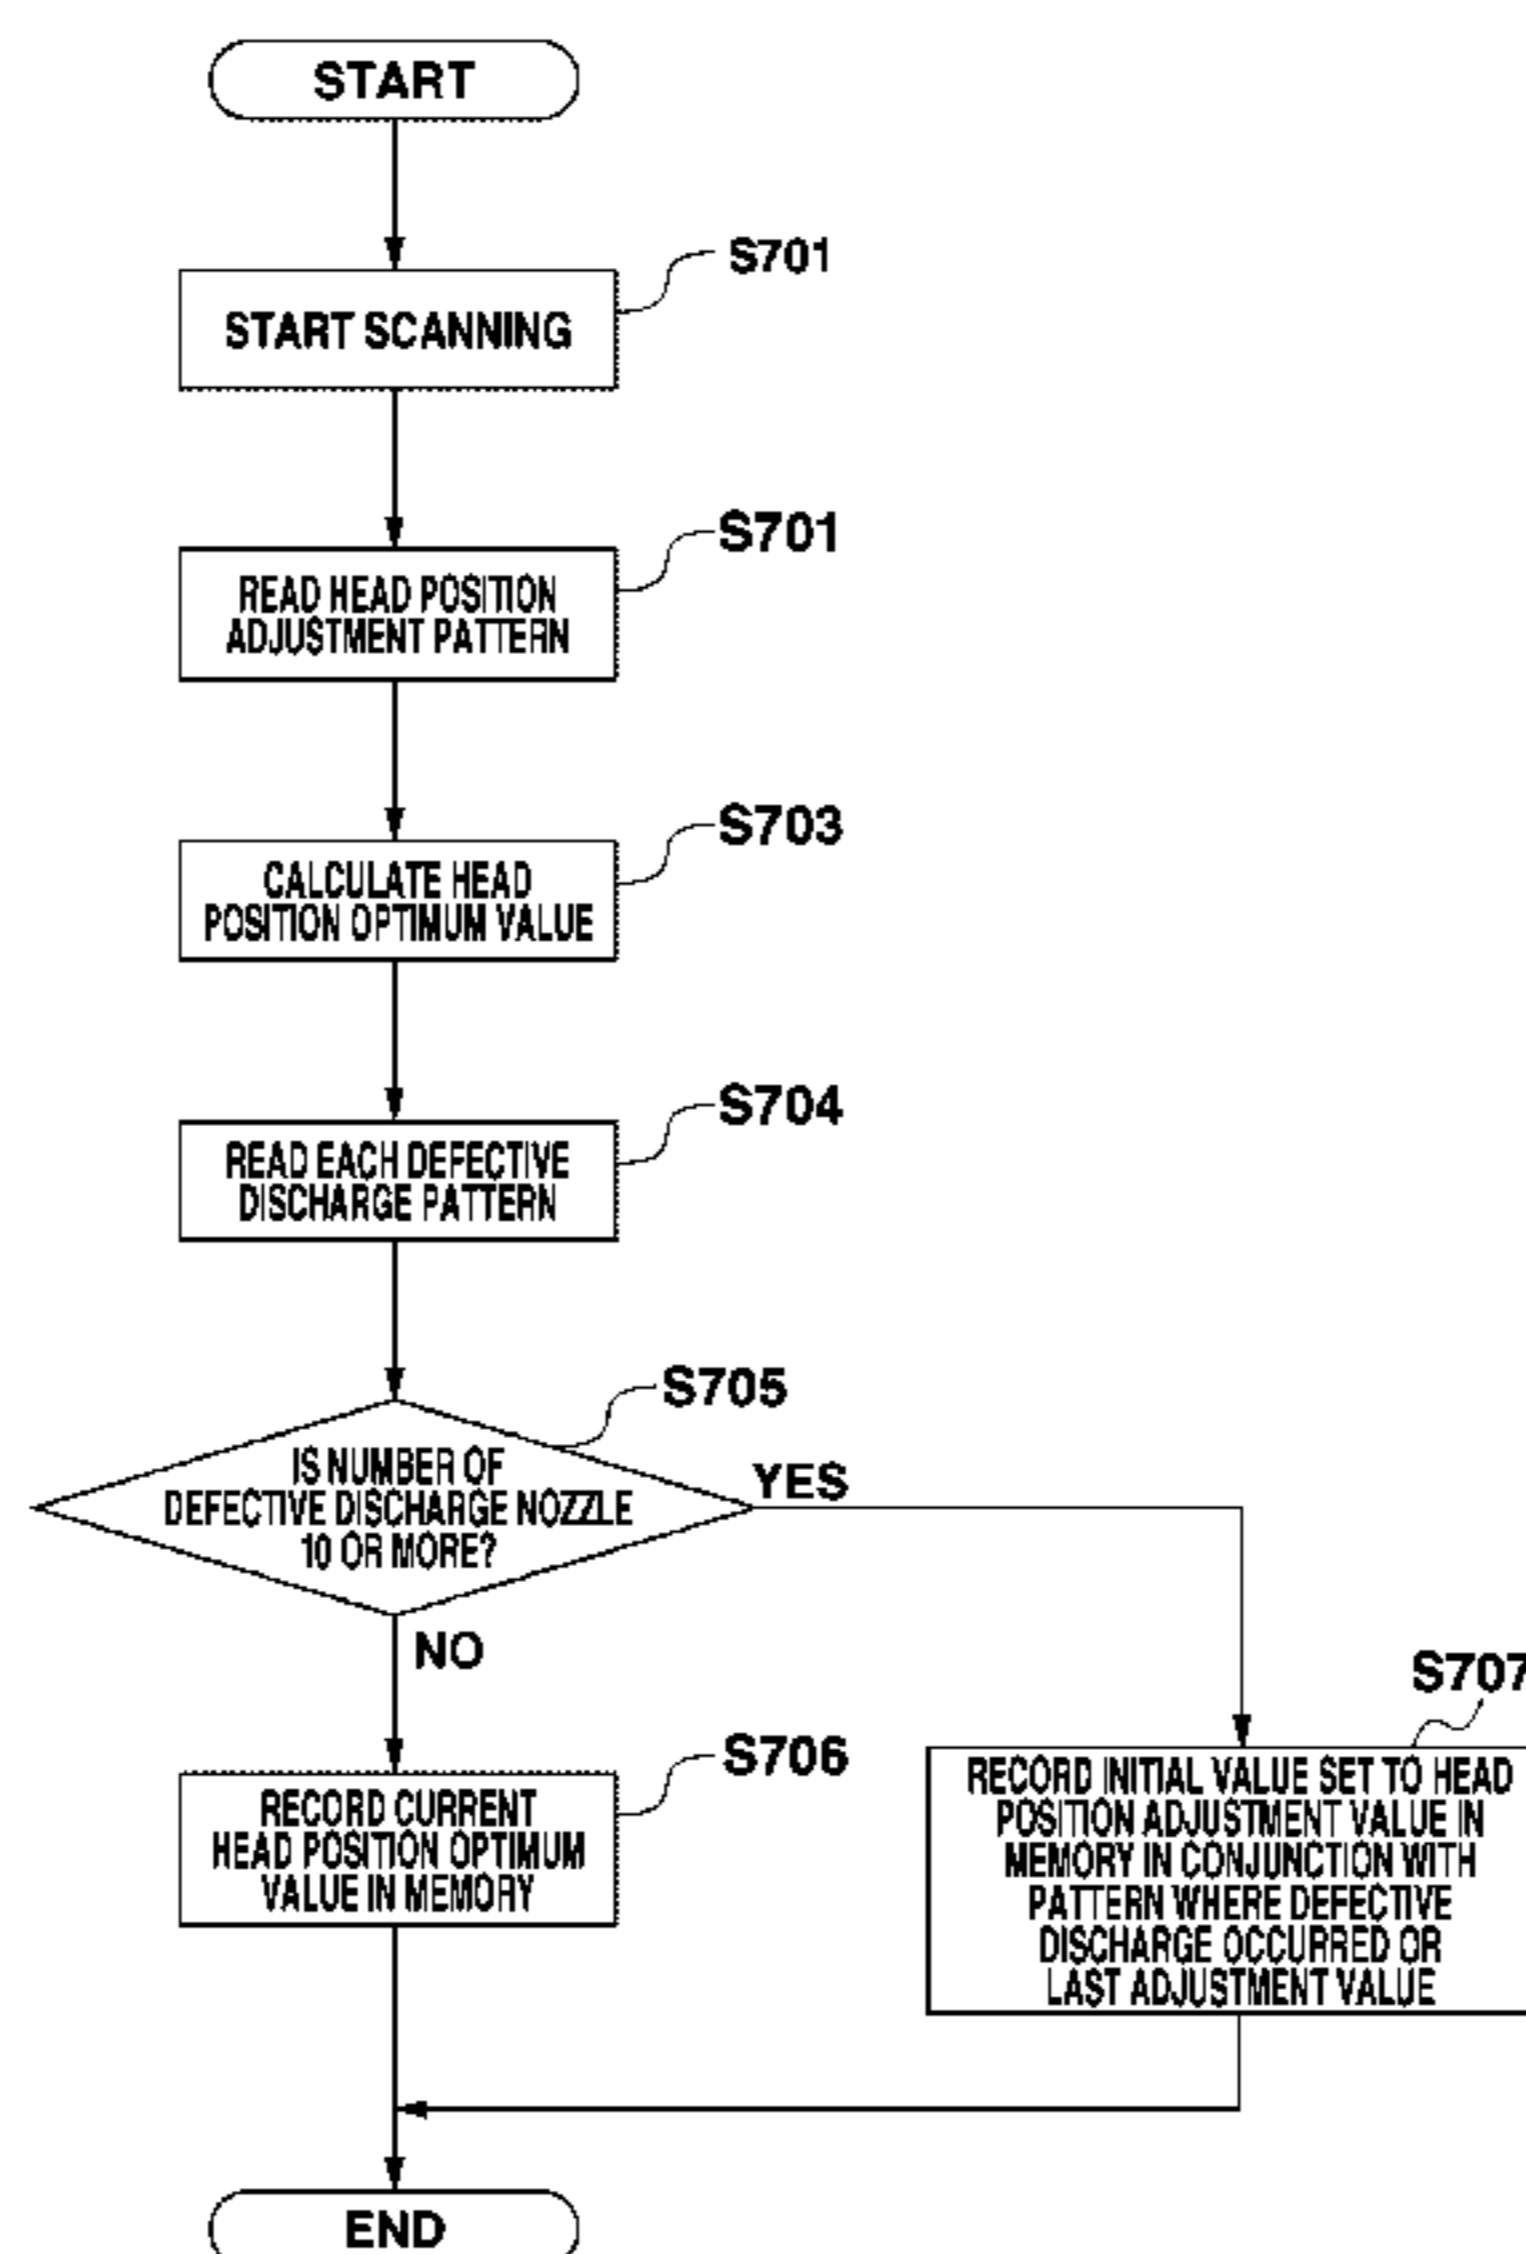 START
S701
START SCANNING
S701
READ HEAD POSITION
ADJUSTMENT PATTERN
S703
CALCULATE HEAD
POSITION OPTIMUM VALUE
S704
READ EACH DEFECTIVE
DISCHARGE PATTERN
S705
IS NUMBER OF
DEFECTIVE DISCHARGE NOZZLE
10 OR MORE?
YES
NO
S706
RECORD CURRENT
HEAD POSITION OPTIMUM
VALUE IN MEMORY
S707
RECORD INITIAL VALUE SET TO HEAD
POSITION ADJUSTMENT VALUE IN
MEMORY IN CONJUNCTION WITH
PATTERN WHERE DEFECTIVE
DISCHARGE OCCURRED OR
LAST ADJUSTMENT VALUE
END